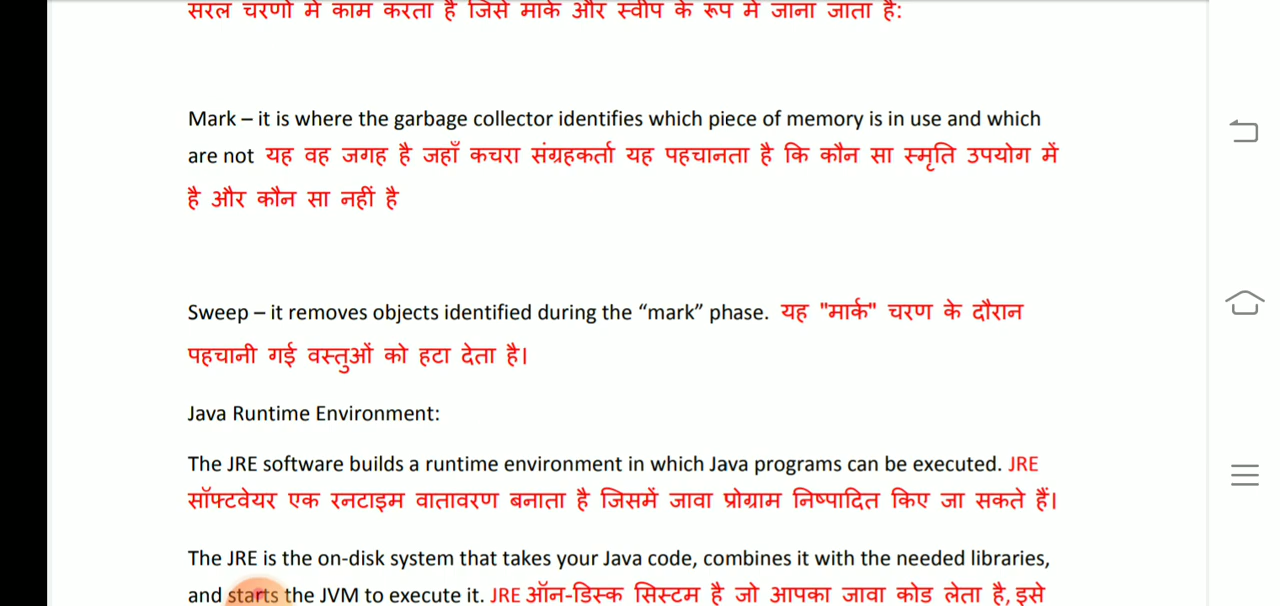 सरल चरणों में काम करता है जिसे मार्क और स्वीप के रूप में जाना जाता है:
Mark – it is where the garbage collector identifies which piece of memory is in use and which
are not यह वह जगह है जहाँ कचरा संग्रहकर्ता यह पहचानता है कि कौन सा स्मृति उपयोग में
है और कौन सा नहीं है
Sweep – it removes objects identified during the “mark” phase. यह "मार्क" चरण के दौरान
पहचानी गई वस्तुओं को हटा देता है।
Java Runtime Environment:
The JRE software builds a runtime environment in which Java programs can be executed. JRE
सॉफ्टवेयर एक रनटाइम वातावरण बनाता है जिसमें जावा प्रोग्राम निष्पादित किए जा सकते हैं।
The JRE is the on-disk system that takes your Java code, combines it with the needed libraries,
and starts the JVM to execute it. JRE ऑन-डिस्क सिस्टम है जो आपका जावा कोड लेता है, इसे